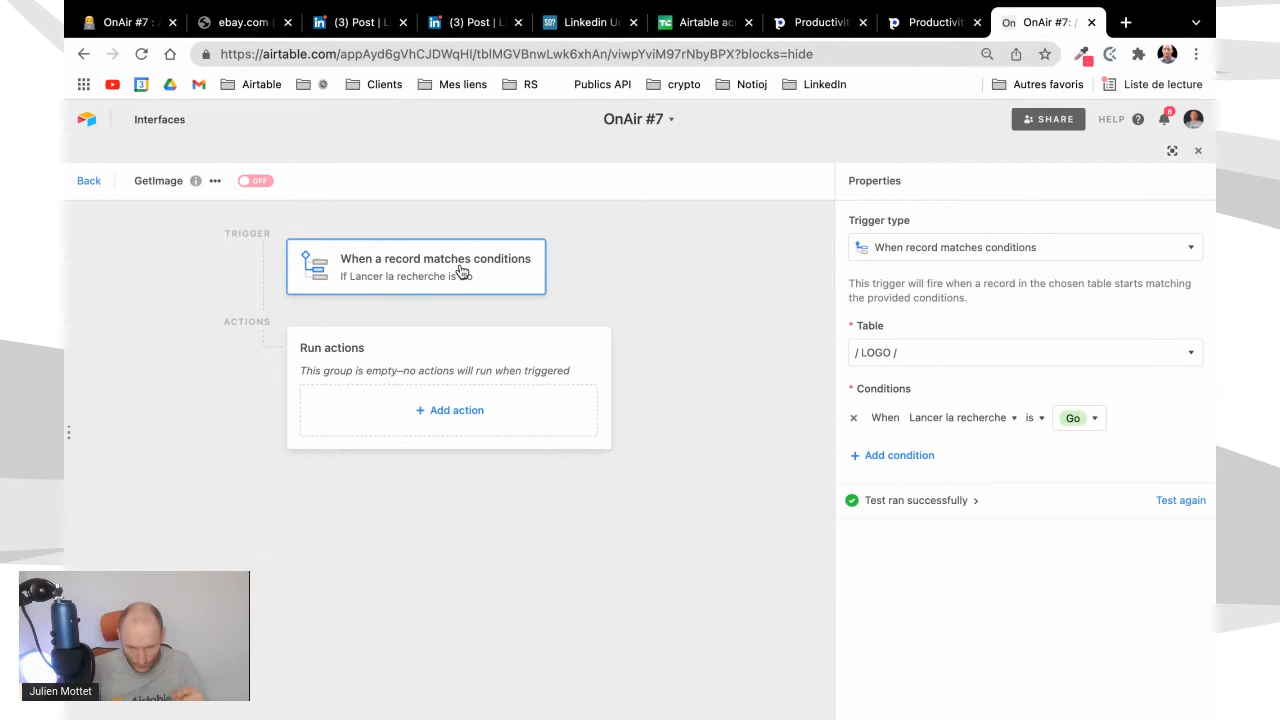 OnAir #7 : A
ebay.com (
(3) Post | L
(3) Post | L
Linkedin Ur
Airtable acc
Productivit
Productivit
OnAir #7: /
https://airtable.com/appAyd6gVhCJDWqHI/tblMGVBnwLwk6xhAn/viwpYviM97rNbyBPX?blocks=hide
Airtable
Clients
Mes liens
RS
Publics API
crypto
Notioj
LinkedIn
Autres favoris
Liste de lecture
Interfaces
OnAir #7
SHARE
HELP
8
Back
GetImage
OFF
Properties
TRIGGER
When a record matches conditions
If Lancer la recherche is
ACTIONS
Run actions
This group is empty–no actions will run when triggered
+ Add action
Trigger type
When record matches conditions
This trigger will fire when a record in the chosen table starts matching
the provided conditions.
* Table
/ LOGO /
* Conditions
When Lancer la recherche is Go
+ Add condition
Test ran successfully
Test again
Julien Mottet